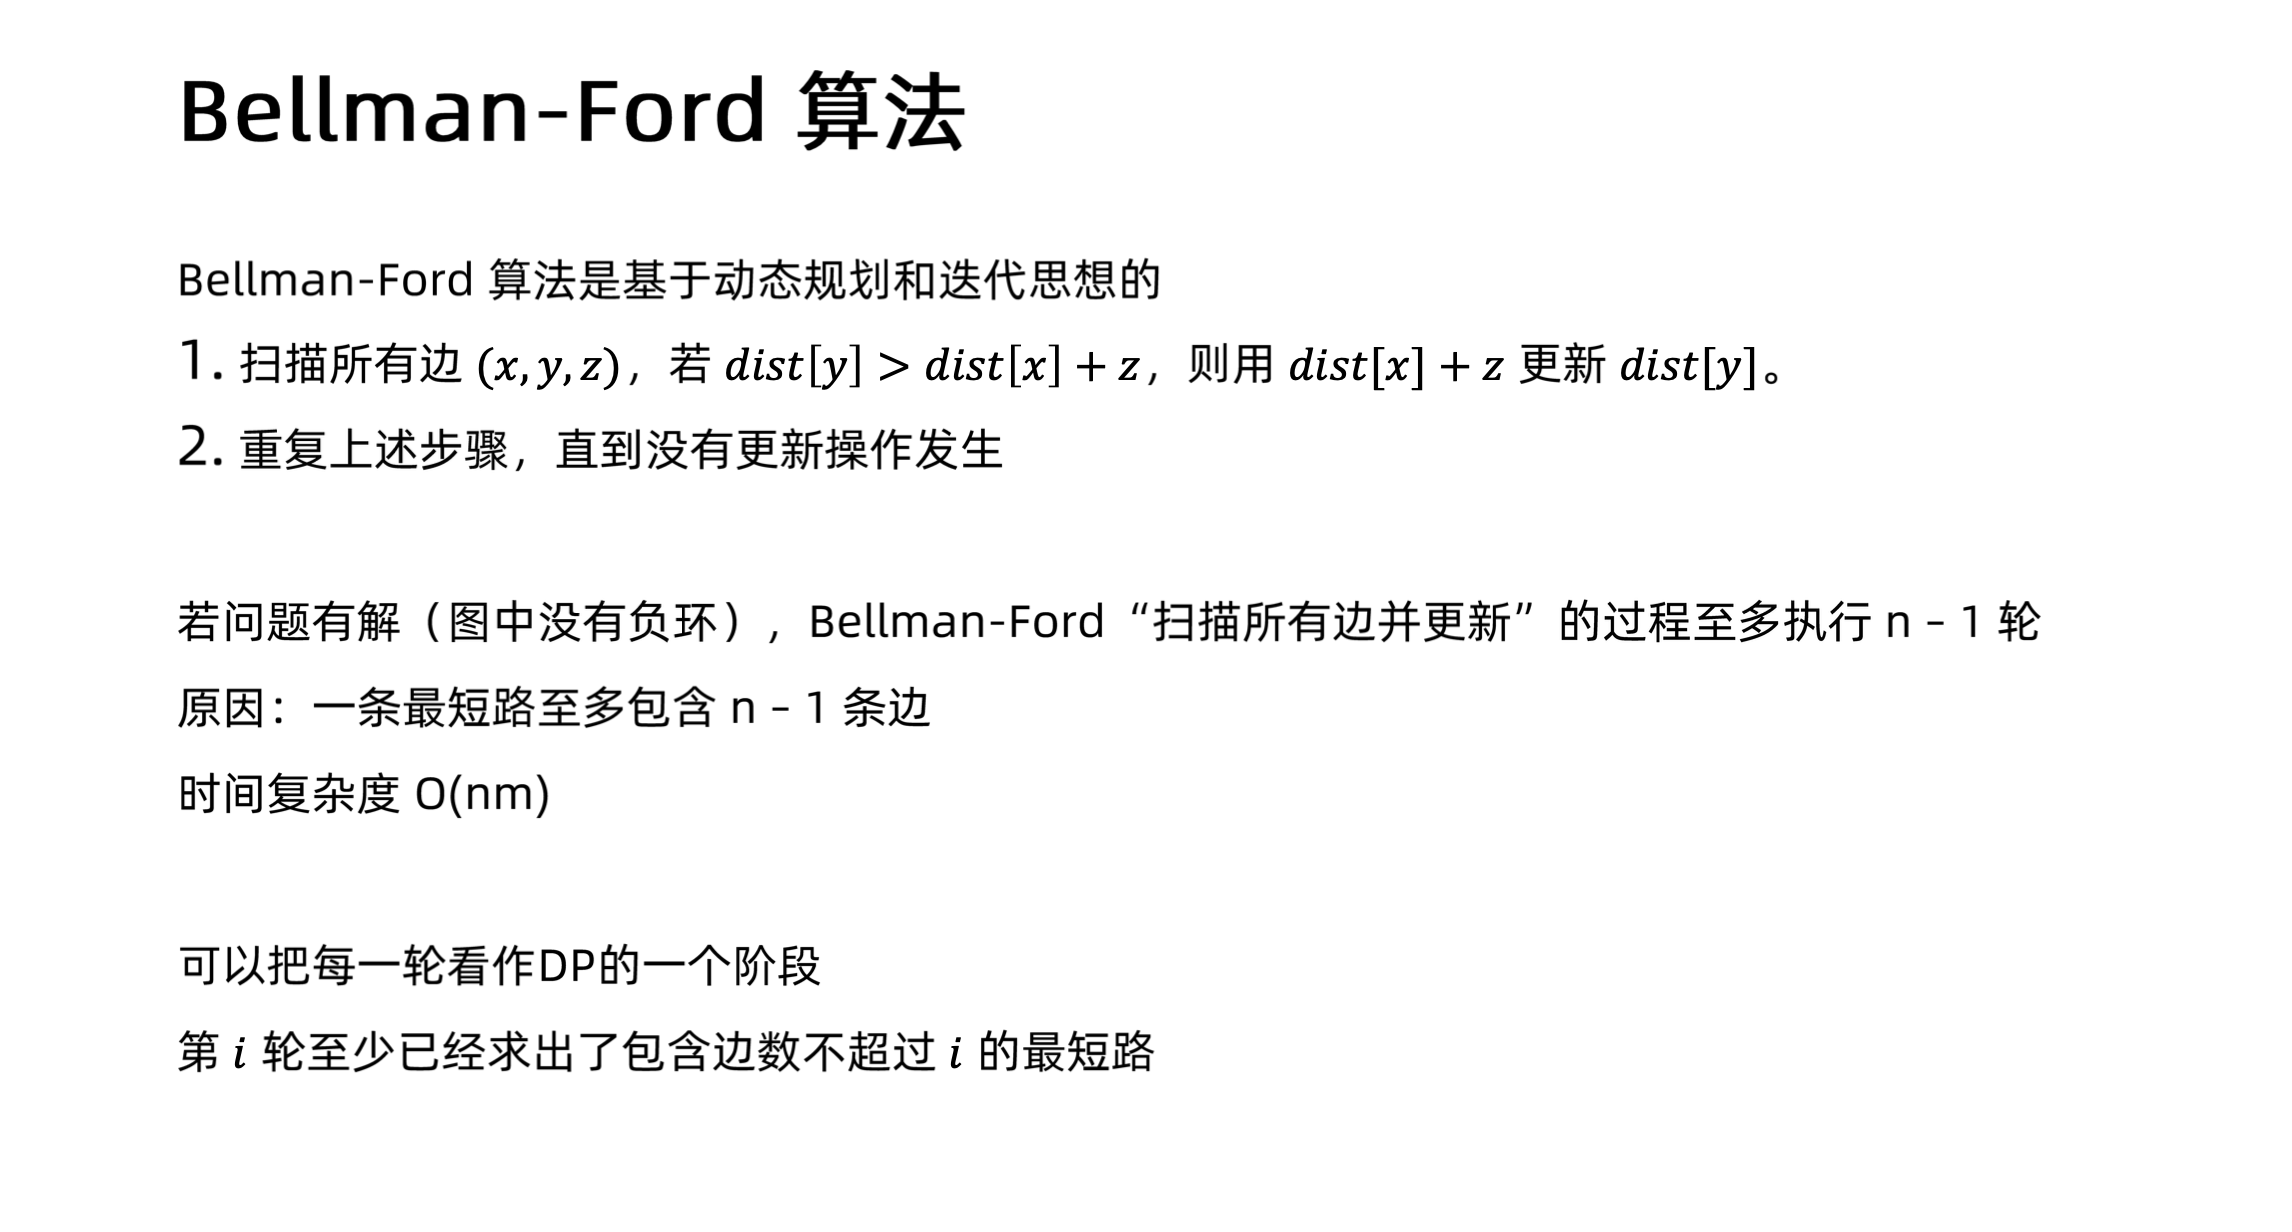 Bellman-Ford 算法
Bellman-Ford 算法是基于动态规划和迭代思想的
1. 扫描所有边 (x, y, z)，若 dist[y] > dist[x] + z，则用 dist[x] + z 更新 dist[y]。
2. 重复上述步骤，直到没有更新操作发生
若问题有解（图中没有负环），Bellman-Ford“扫描所有边并更新”的过程至多执行 n – 1 轮
原因：一条最短路至多包含 n – 1 条边
时间复杂度 O(nm)
可以把每一轮看作DP的一个阶段
第 i 轮至少已经求出了包含边数不超过 i 的最短路